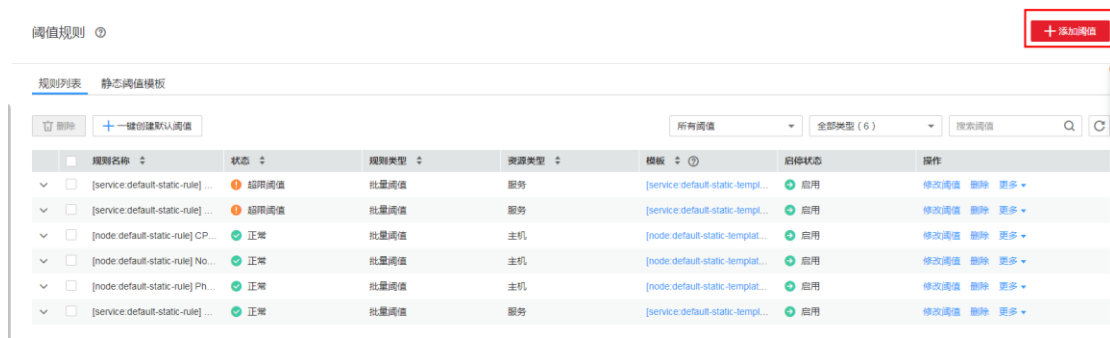 阈值规则
添加阈值
规则列表 静态阈值模板
删除 一键创建默认阈值 所有阈值 全部类型（6） 搜索阈值
规则名称 状态 规则类型 资源类型 模板 启停状态 操作
[service:default-static-rule] ... 超限阈值 批量阈值 服务 [service:default-static-templ... 启用 修改阈值 删除 更多
[service:default-static-rule] ... 超限阈值 批量阈值 服务 [service:default-static-templ... 启用 修改阈值 删除 更多
[node:default-static-rule] CP... 正常 批量阈值 主机 [node:default-static-templat... 启用 修改阈值 删除 更多
[node:default-static-rule] No... 正常 批量阈值 主机 [node:default-static-templat... 启用 修改阈值 删除 更多
[node:default-static-rule] Ph... 正常 批量阈值 主机 [node:default-static-templat... 启用 修改阈值 删除 更多
[service:default-static-rule] ... 正常 批量阈值 服务 [service:default-static-templ... 启用 修改阈值 删除 更多